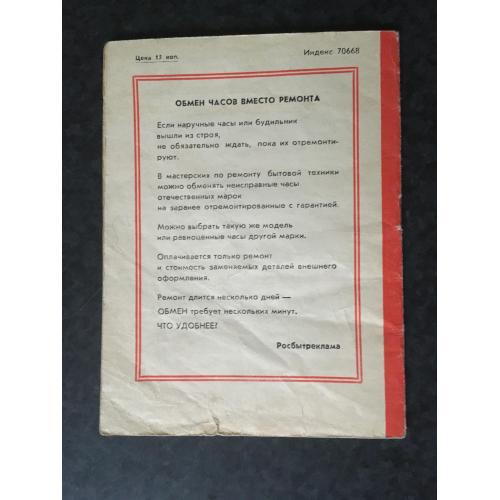 Цена 13 коп.
Индекс 70668
ОБМЕН ЧАСОВ ВМЕСТО РЕМОНТА
Если наручные часы или будильник
вышли из строя,
не обязательно ждать, пока их отремонти-
руют.
В мастерских по ремонту бытовой техники
можно обменять неисправные часы
отечественных марок
на заранее отремонтированные с гарантией.
Можно выбрать такую же модель
или равноценные часы другой марки.
Оплачивается только ремонт
и стоимость заменяемых деталей внешнего
оформления.
Ремонт длится несколько дней —
ОБМЕН требует нескольких минут.
ЧТО УДОБНЕЕ?
Росбытреклама